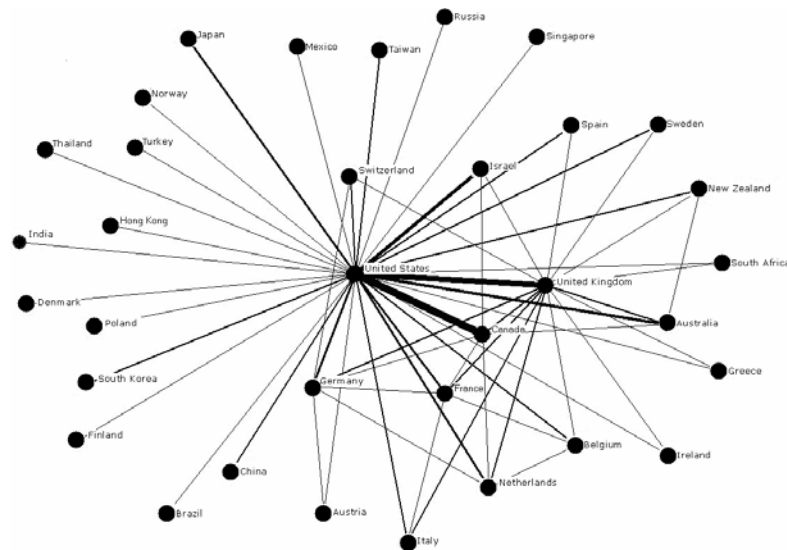 Russia
Japan
Singapore
Mexico
Taiwan
Norway
Spain
Sweden
Turkey
Thailand
Israel
Switzerland
New Zealand
Hong Kong
India
South Africa
United States
United Kingdom
Denmark
Poland
Australia
Canada
Greece
South Korea
Germany
France
Finland
Belgium
Ireland
China
Netherlands
Brazil
Austria
Italy